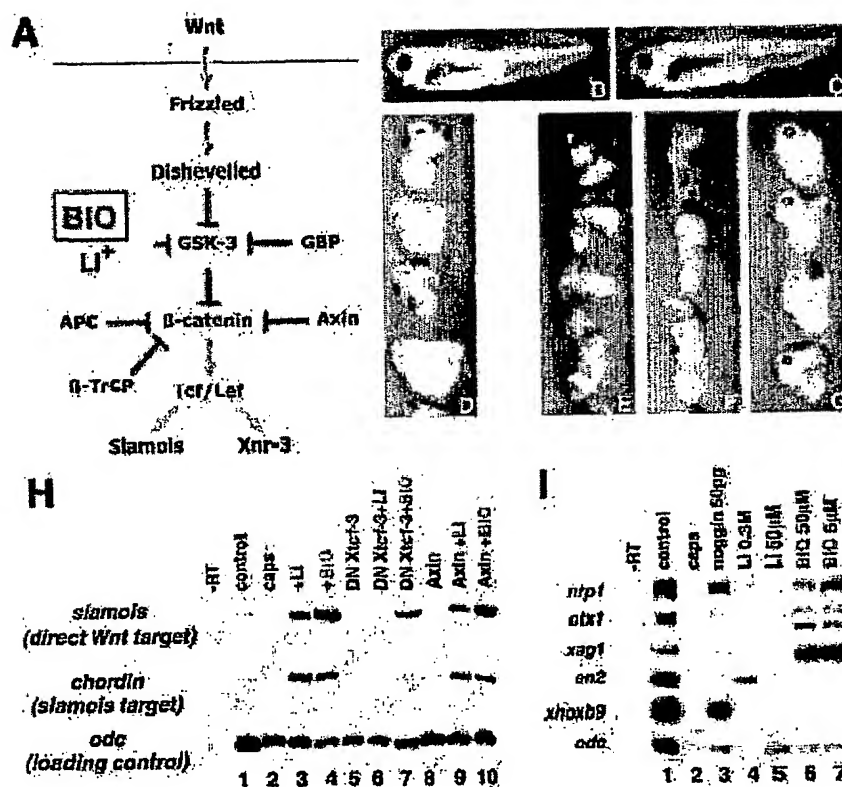 A
Wnt
Frizzled
Dishevelled
BIO
Li+
GSK-3
GBP
APC
β-catenin
Axin
β-TrCP
Tcf/Lef
Siamois
Xnr-3
B
C
D
H
-RT
control
caps
+Li
+BIO
DN Xtcf-3
DN Xtcf-3+Li
DN Xtcf-3+BIO
Axin
Axin +Li
Axin +BIO
siamois
(direct Wnt target)
chordin
(siamois target)
odc
(loading control)
1 2 3 4 5 6 7 8 9 10
I
-RT
control
caps
noggin 50pg
Li 0.3M
Li 50μM
BIO 50μM
BIO 5μM
nrp1
otx1
xag1
en2
xhoxb9
odc
1 2 3 4 5 6 7